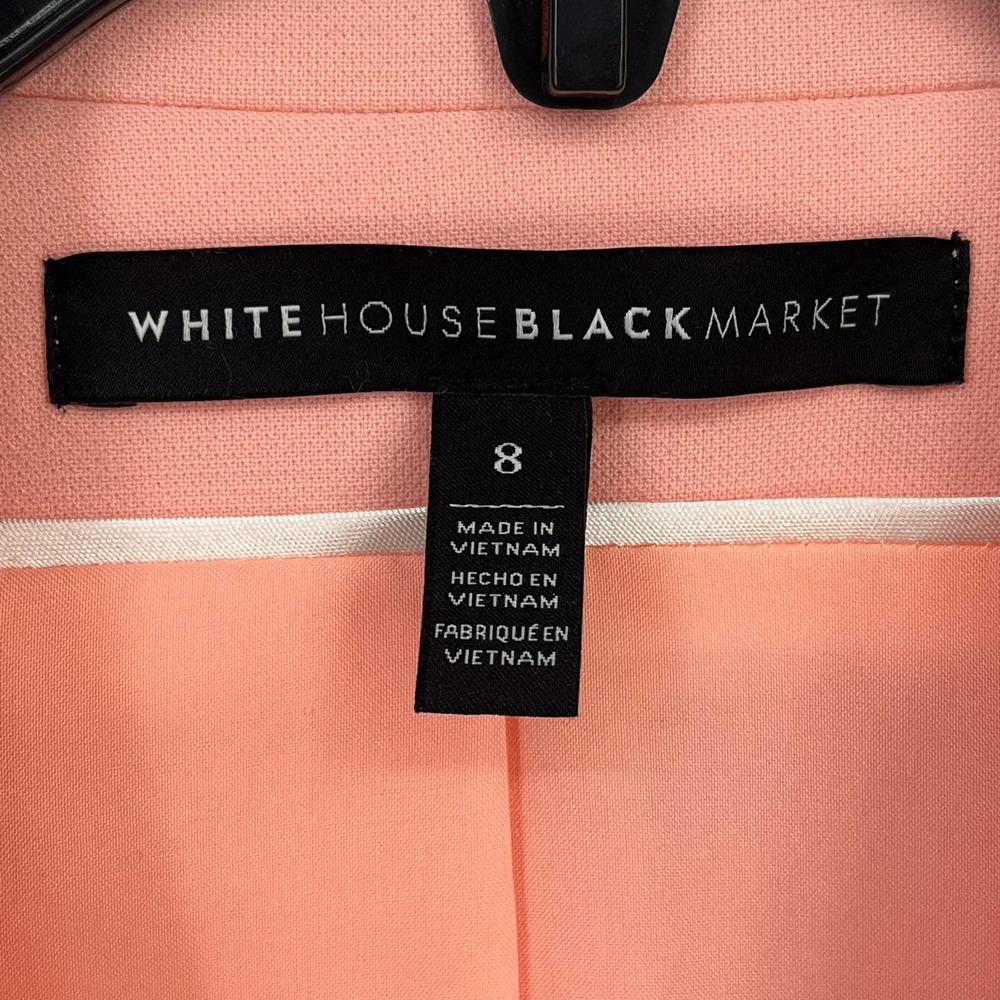 WHITE HOUSE BLACK MARKET
8
MADE IN
VIETNAM
HECHO EN
VIETNAM
FABRIQUÉ EN
VIETNAM